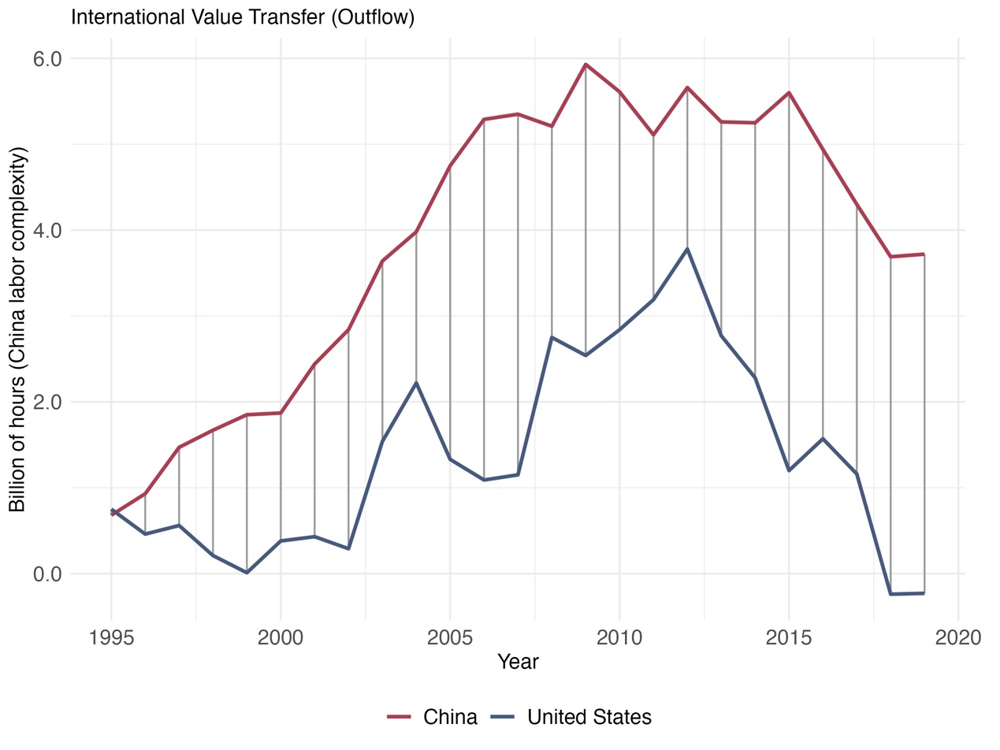 International Value Transfer (Outflow)
Billion of hours (China labor complexity)
6.0
4.0
2.0
0.0
1995 2000 2005 2010 2015 2020
Year
China United States